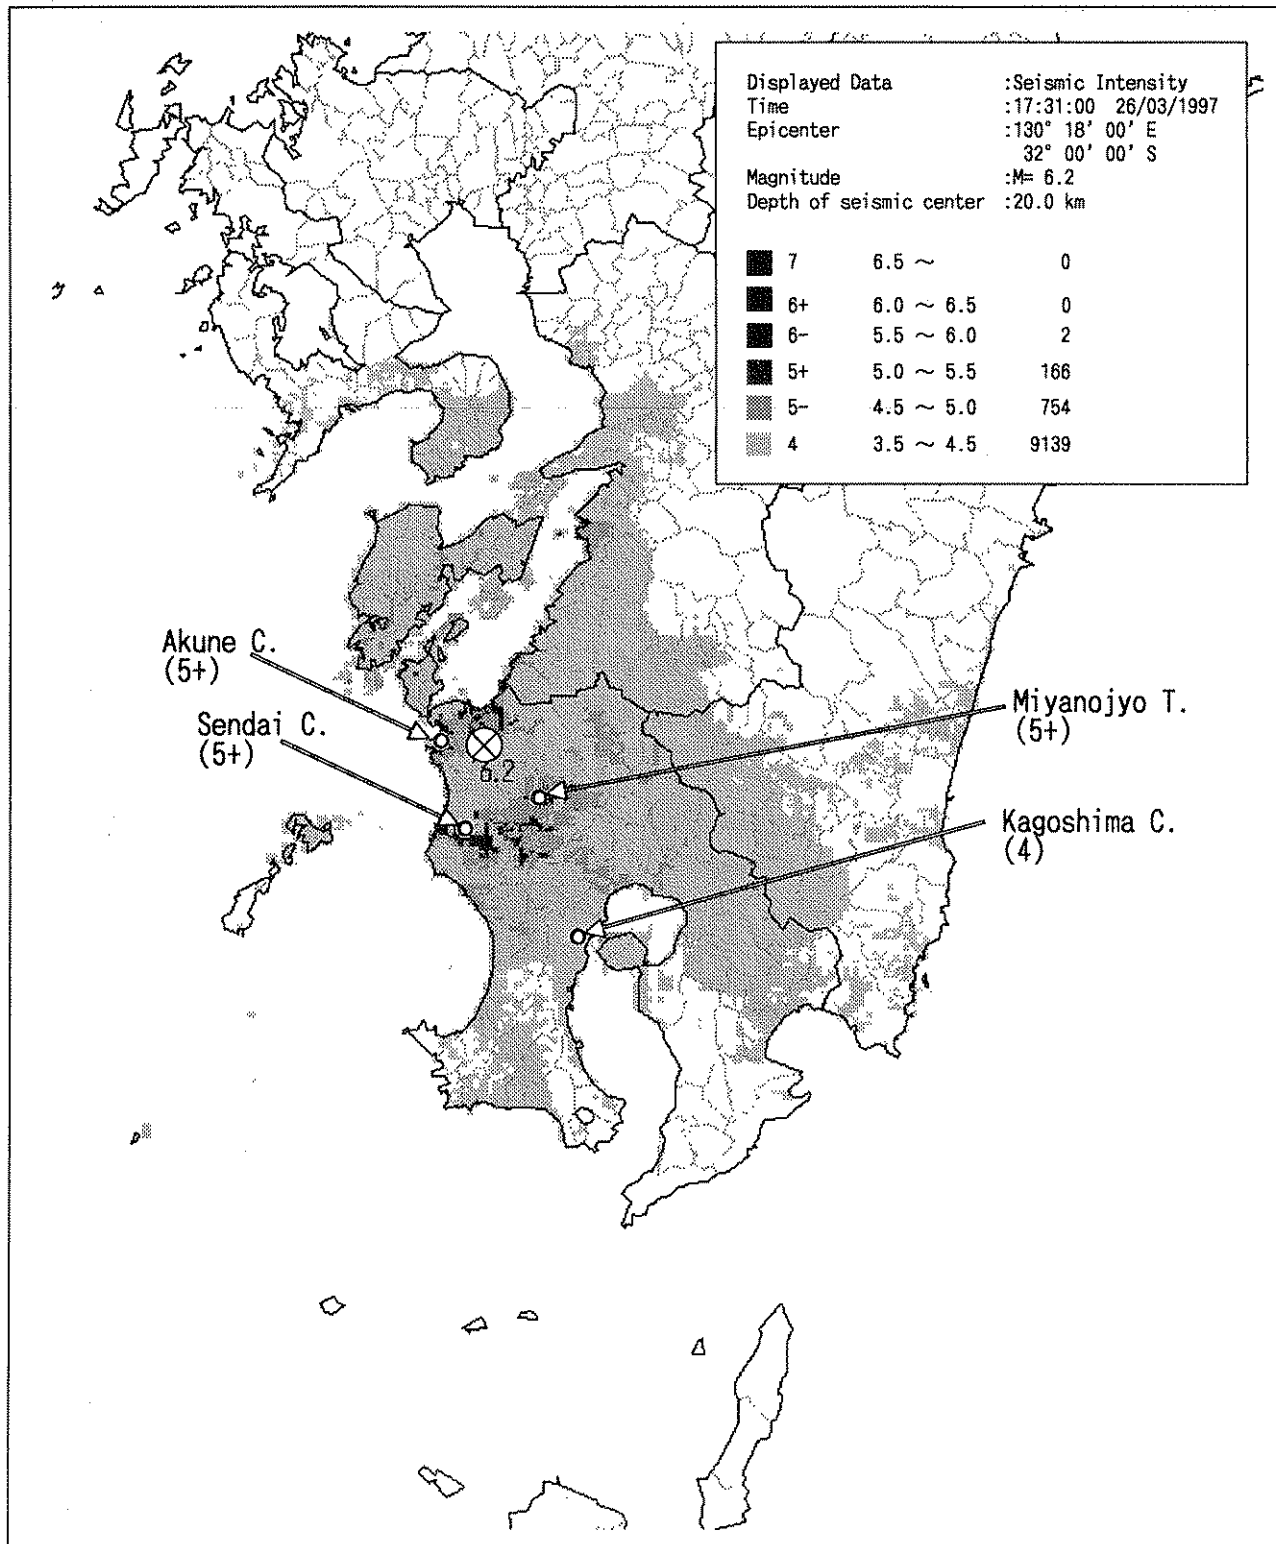 Displayed Data :Seismic Intensity
Time :17:31:00 26/03/1997
Epicenter :130° 18' 00' E
32° 00' 00' S
Magnitude :M= 6.2
Depth of seismic center :20.0 km
7 6.5 ~ 0
6+ 6.0 ~ 6.5 0
6- 5.5 ~ 6.0 2
5+ 5.0 ~ 5.5 166
5- 4.5 ~ 5.0 754
4 3.5 ~ 4.5 9139
Akune C.
(5+)
Sendai C.
(5+)
6.2
Miyanojyo T.
(5+)
Kagoshima C.
(4)